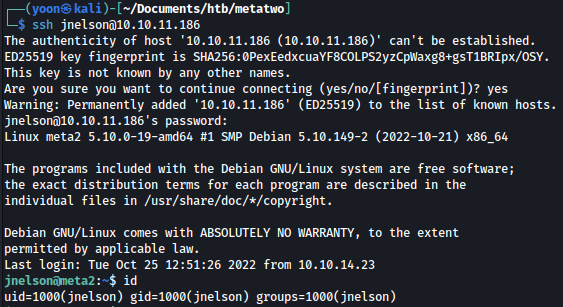 ┌──(yoon㉿kali)-[~/Documents/htb/metatwo]
└─$ ssh jnelson@10.10.11.186
The authenticity of host '10.10.11.186 (10.10.11.186)' can't be established.
ED25519 key fingerprint is SHA256:0PexEedxcuaYF8COLPS2yzCpWaxg8+gsT1BRIpx/OSY.
This key is not known by any other names.
Are you sure you want to continue connecting (yes/no/[fingerprint])? yes
Warning: Permanently added '10.10.11.186' (ED25519) to the list of known hosts.
jnelson@10.10.11.186's password:
Linux meta2 5.10.0-19-amd64 #1 SMP Debian 5.10.149-2 (2022-10-21) x86_64
The programs included with the Debian GNU/Linux system are free software;
the exact distribution terms for each program are described in the
individual files in /usr/share/doc/*/copyright.
Debian GNU/Linux comes with ABSOLUTELY NO WARRANTY, to the extent
permitted by applicable law.
Last login: Tue Oct 25 12:51:26 2022 from 10.10.14.23
jnelson@meta2:~$ id
uid=1000(jnelson) gid=1000(jnelson) groups=1000(jnelson)